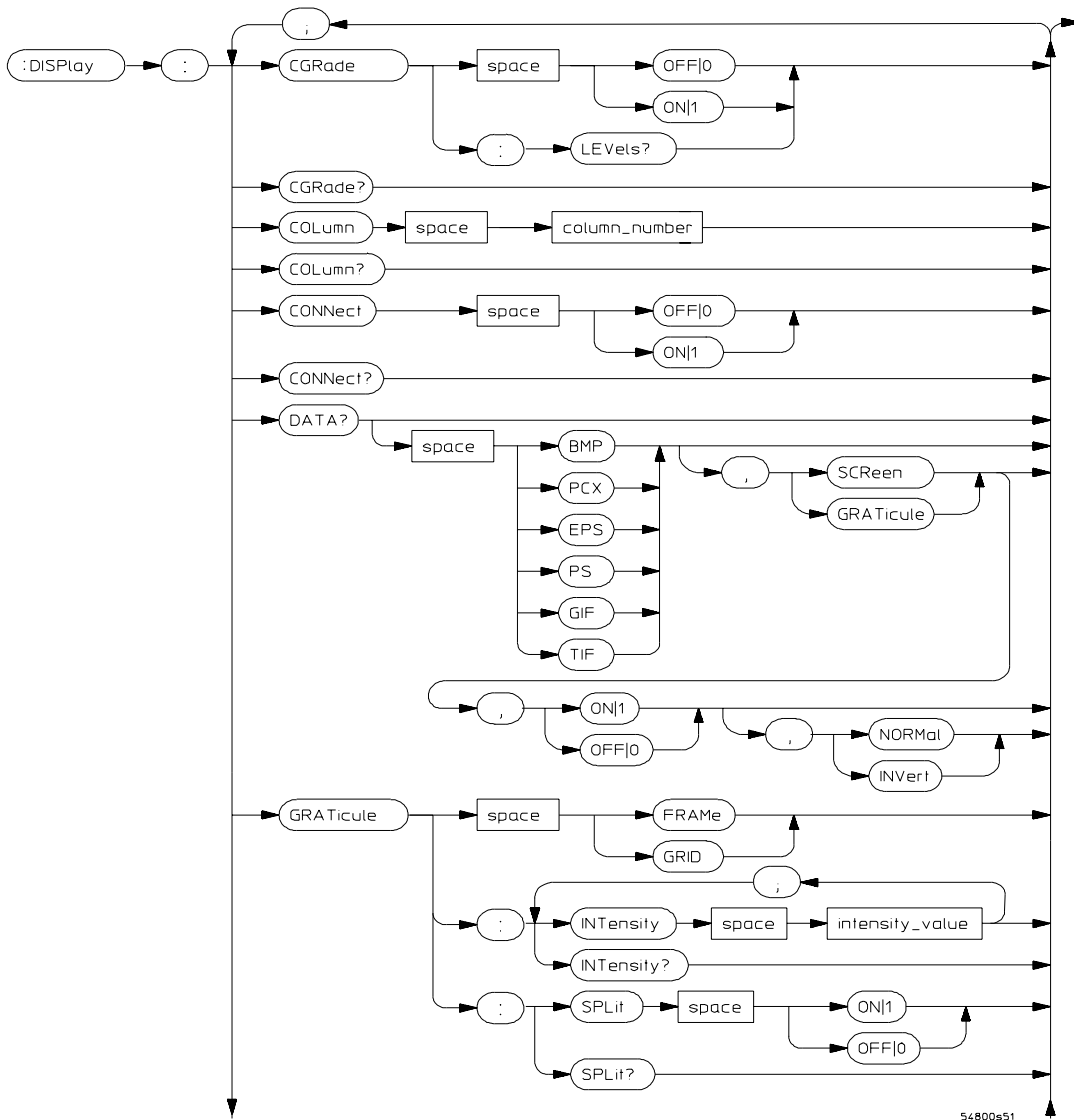 ;
:DISPlay : CGRade space OFF|0
ON|1
: LEVels?
CGRade?
COLumn space column_number
COLumn?
CONNect space OFF|0
ON|1
CONNect?
DATA?
space BMP , SCReen
PCX GRATicule
EPS
PS
GIF
TIF
, ON|1 , NORMal
OFF|0 INVert
GRATicule space FRAMe
GRID
;
: INTensity space intensity_value
INTensity?
: SPLit space ON|1
OFF|0
SPLit?
54800s51